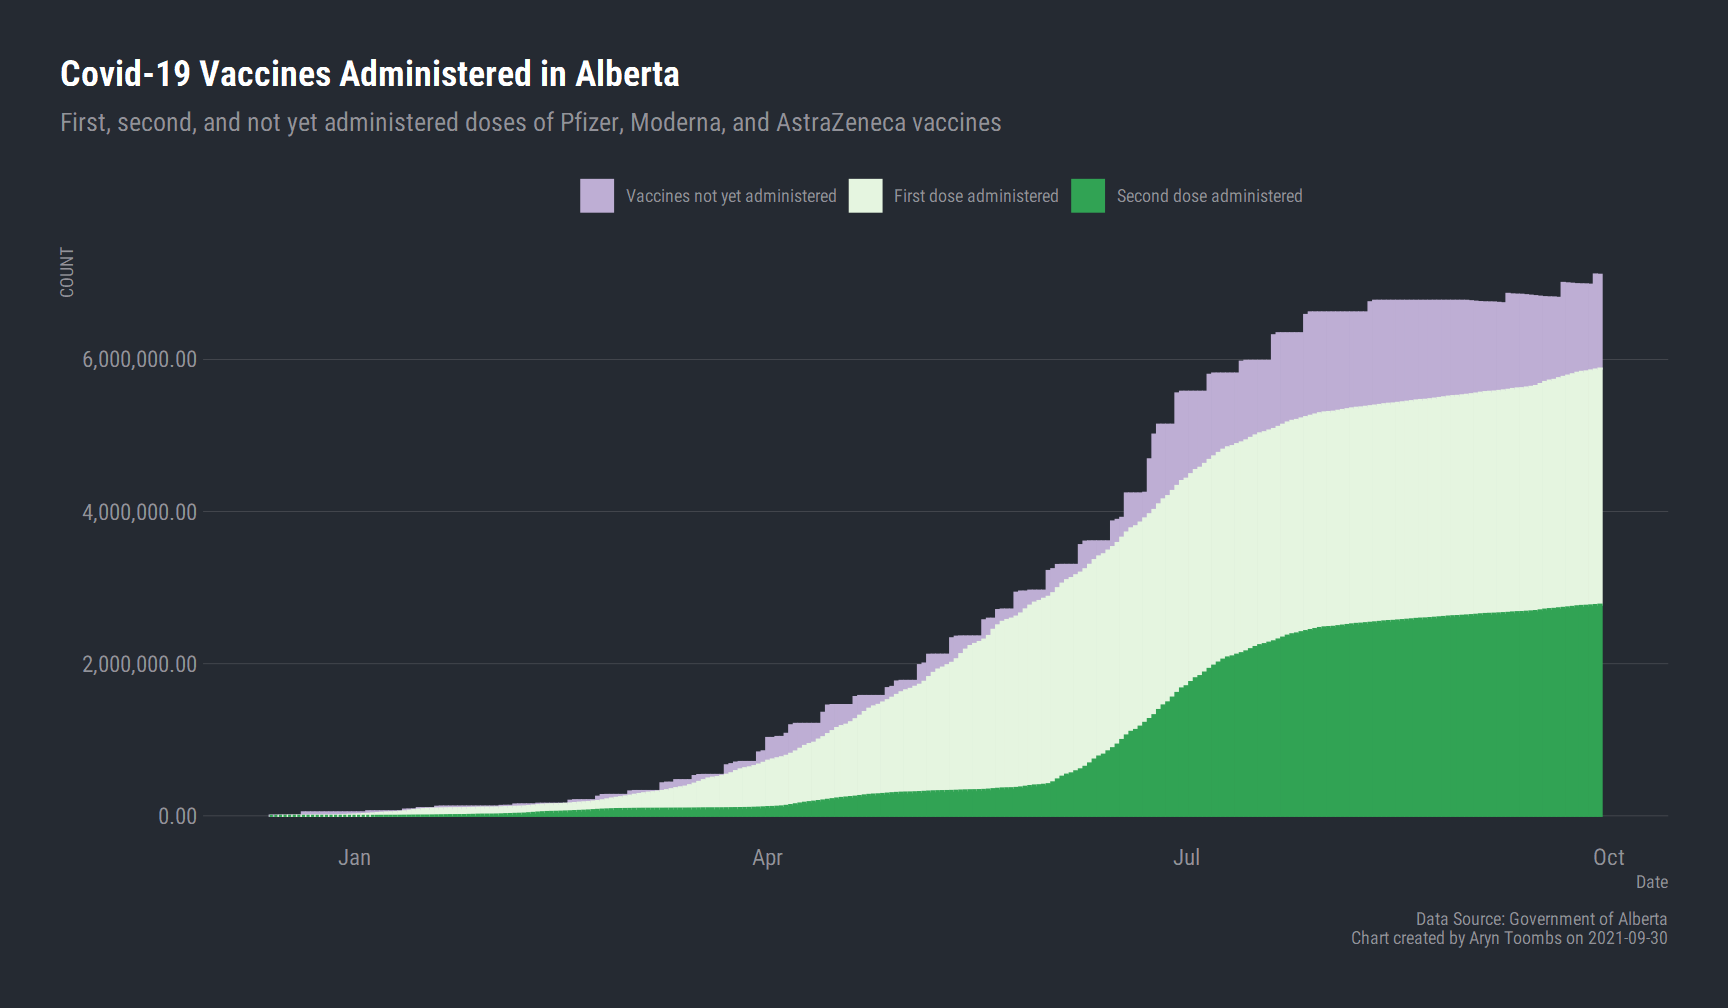 Covid-19 Vaccines Administered in Alberta
First, second, and not yet administered doses of Pfizer, Moderna, and AstraZeneca vaccines
Vaccines not yet administered First dose administered Second dose administered
COUNT
6,000,000.00
4,000,000.00
2,000,000.00
0.00
Jan Apr Jul Oct
Date
Data Source: Government of Alberta
Chart created by Aryn Toombs on 2021-09-30